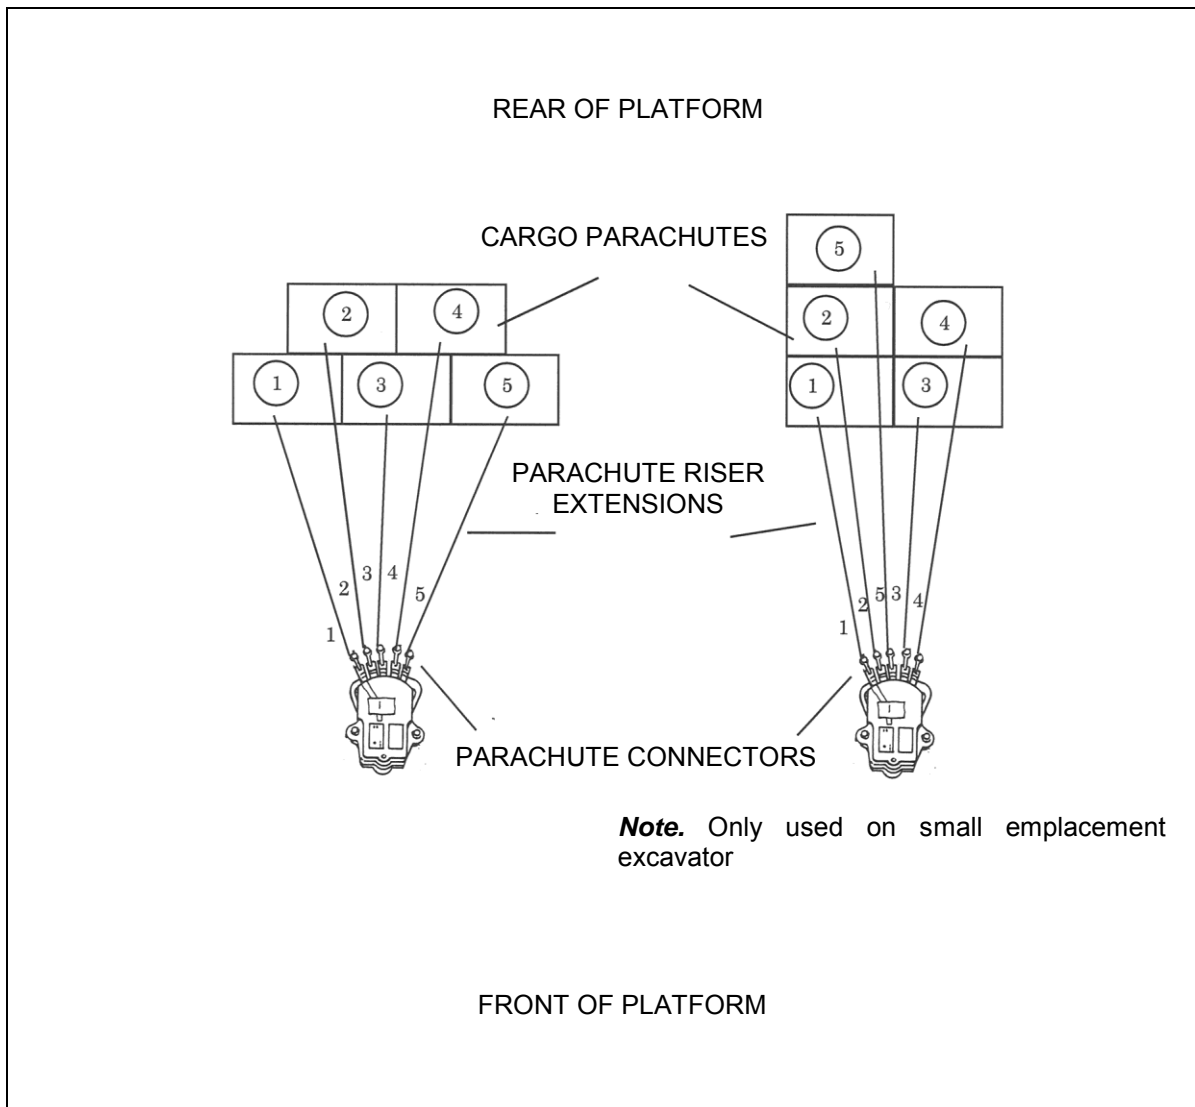 REAR OF PLATFORM
CARGO PARACHUTES
5
2
4
2
4
1
3
5
1
3
PARACHUTE RISER
EXTENSIONS
1
2
3
4
5
1
2
5
3
4
PARACHUTE CONNECTORS
Note. Only used on small emplacement
excavator
FRONT OF PLATFORM